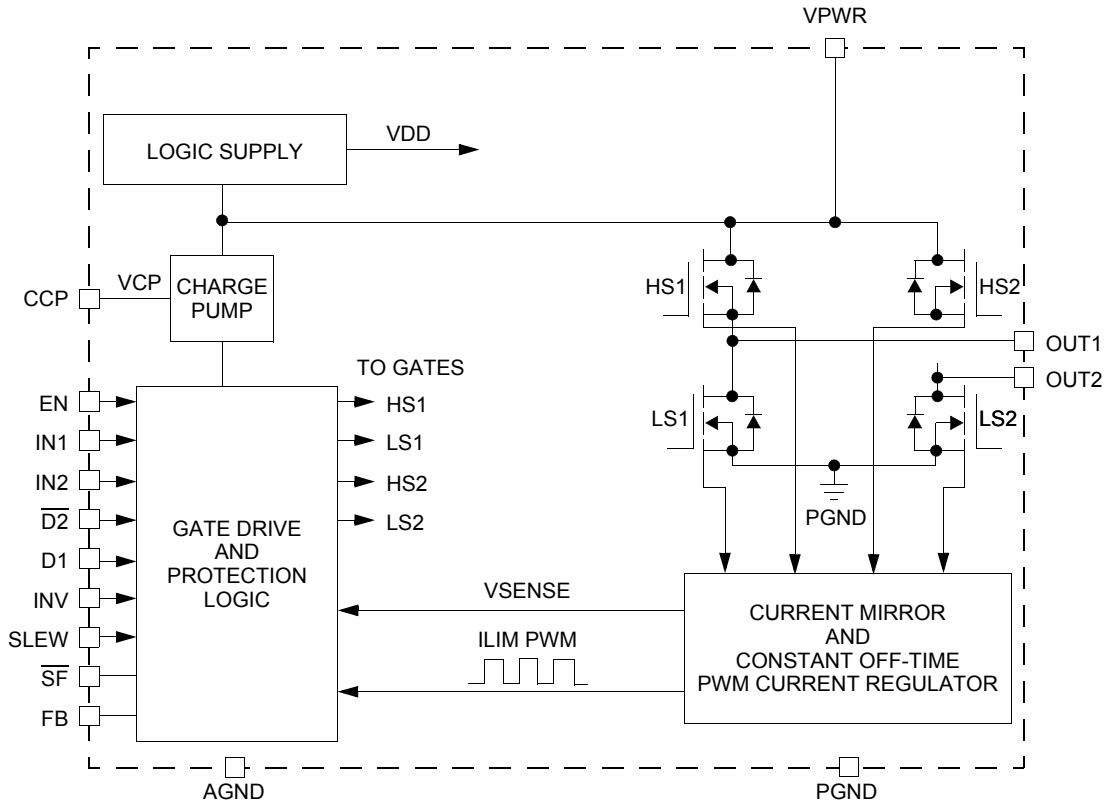 VPWR
LOGIC SUPPLY
VDD
CCP
VCP
CHARGE
PUMP
HS1
HS2
OUT1
OUT2
TO GATES
HS1
LS1
HS2
LS2
LS1
LS2
PGND
EN
IN1
IN2
D2
D1
INV
SLEW
SF
FB
GATE DRIVE
AND
PROTECTION
LOGIC
VSENSE
ILIM PWM
CURRENT MIRROR
AND
CONSTANT OFF-TIME
PWM CURRENT REGULATOR
AGND
PGND